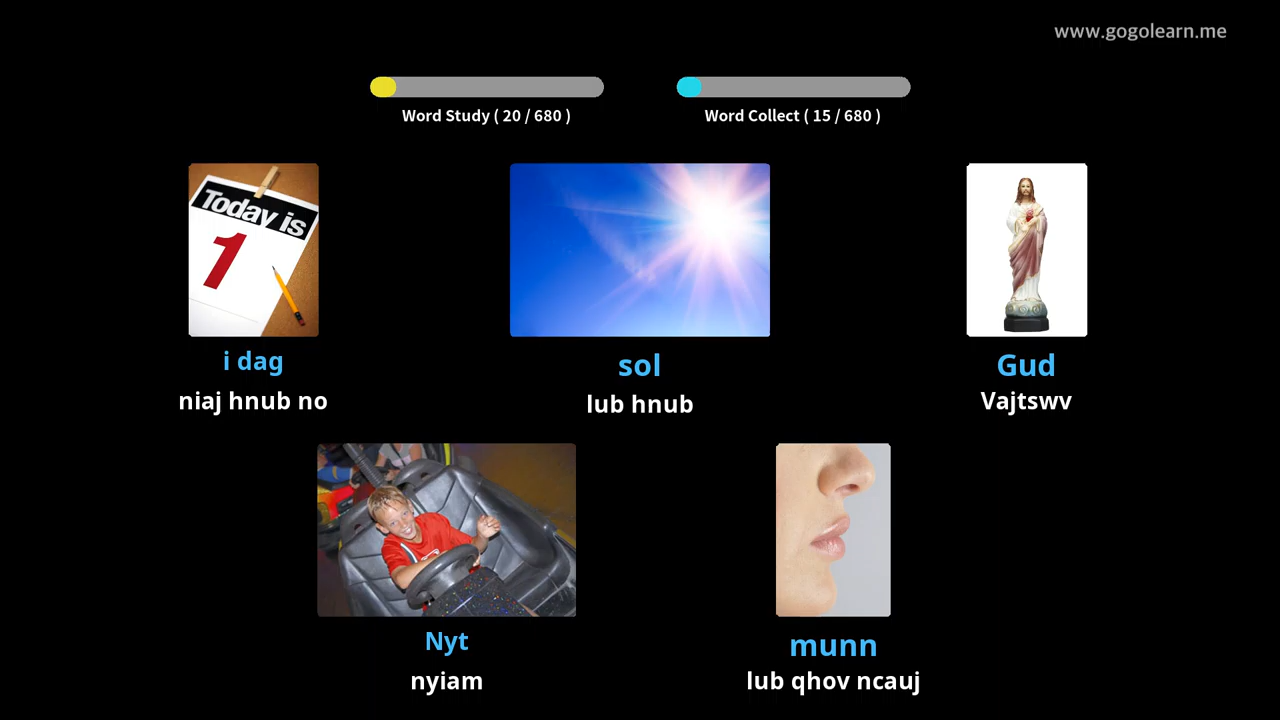 www.gogolearn.me
Word Study ( 20 / 680 )
Word Collect ( 15 / 680 )
Today is
1
i dag
niaj hnub no
sol
lub hnub
Gud
Vajtswv
Nyt
nyiam
munn
lub qhov ncauj